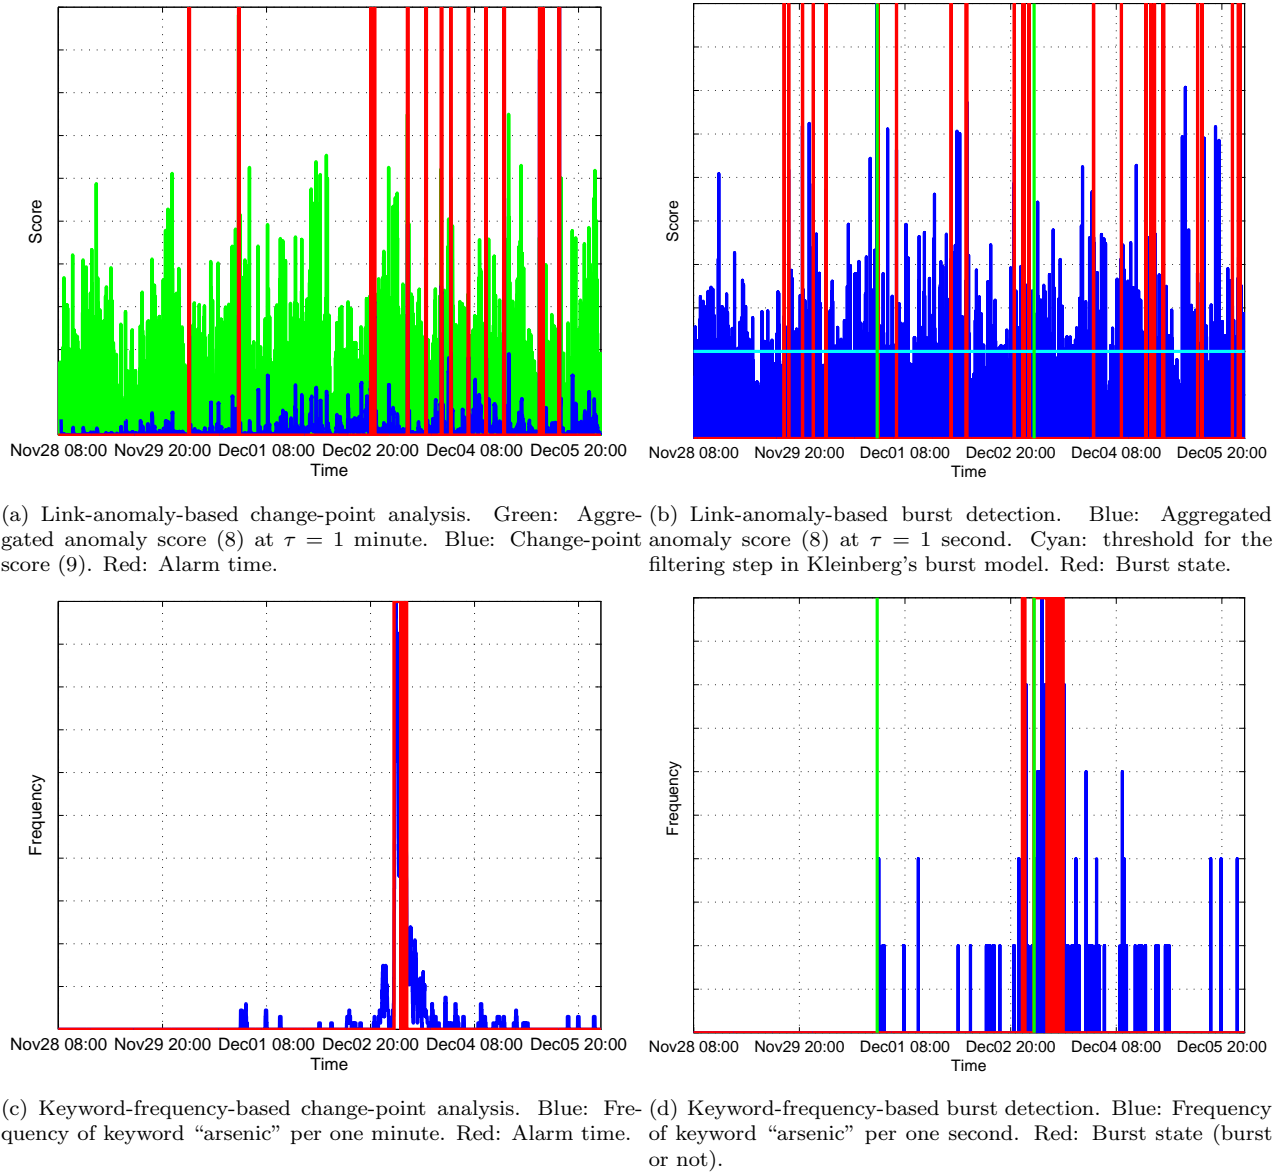 Score
Nov28 08:00 Nov29 20:00 Dec01 08:00 Dec02 20:00 Dec04 08:00 Dec05 20:00
Time
(a) Link-anomaly-based change-point analysis. Green: Aggre-
gated anomaly score (8) at τ = 1 minute. Blue: Change-point
score (9). Red: Alarm time.
Score
Nov28 08:00 Nov29 20:00 Dec01 08:00 Dec02 20:00 Dec04 08:00 Dec05 20:00
Time
(b) Link-anomaly-based burst detection. Blue: Aggregated
anomaly score (8) at τ = 1 second. Cyan: threshold for the
filtering step in Kleinberg's burst model. Red: Burst state.
Frequency
Nov28 08:00 Nov29 20:00 Dec01 08:00 Dec02 20:00 Dec04 08:00 Dec05 20:00
Time
(c) Keyword-frequency-based change-point analysis. Blue: Fre-
quency of keyword “arsenic” per one minute. Red: Alarm time.
Frequency
Nov28 08:00 Nov29 20:00 Dec01 08:00 Dec02 20:00 Dec04 08:00 Dec05 20:00
Time
(d) Keyword-frequency-based burst detection. Blue: Frequency
of keyword “arsenic” per one second. Red: Burst state (burst
or not).